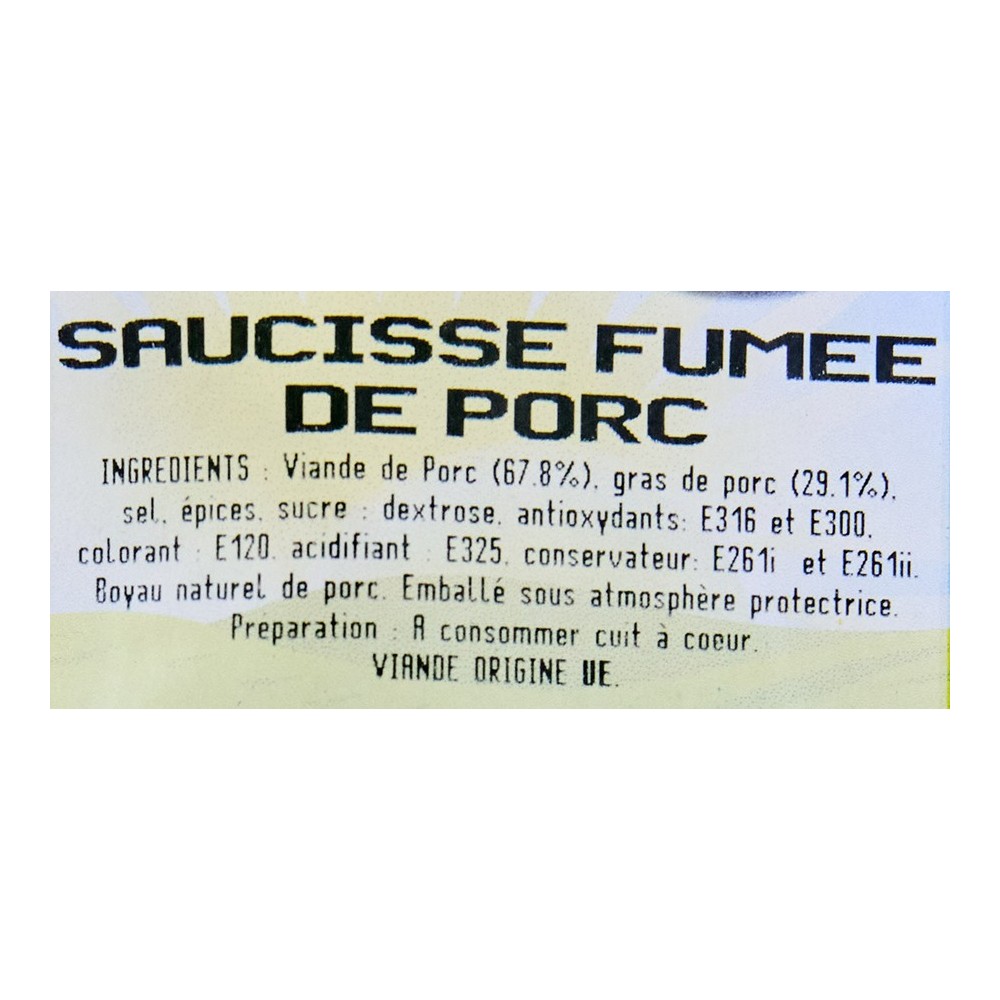 SAUCISSE FUMEE
DE PORC
INGREDIENTS : Viande de Porc (67.8%), gras de porc (29.1%),
sel., épices, sucre : dextrose, antioxydants: E316 et E300,
colorant : E120, acidifiant : E325, conservateur: E261i et E261ii.
Boyau naturel de porc. Emballé sous atmosphère protectrice.
Preparation : A consommer cuit à coeur.
VIANDE ORIGINE UE.